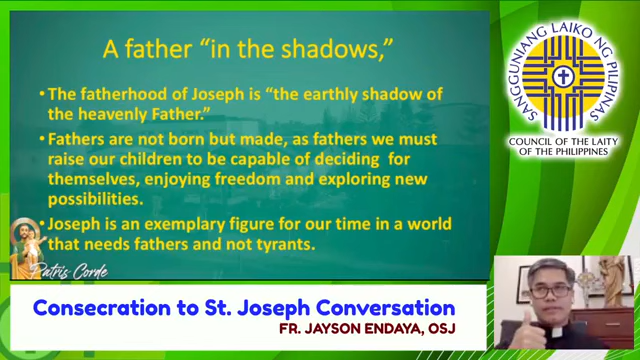 A father “in the shadows,”
•The fatherhood of Joseph is “the earthly shadow of
the heavenly Father.”
•Fathers are not born but made, as fathers we must
raise our children to be capable of deciding for
themselves, enjoying freedom and exploring new
possibilities.
•Joseph is an exemplary figure for our time in a world
that needs fathers and not tyrants.
Patris Corde
SANGGUNIANG LAIKO NG PILIPINAS
COUNCIL OF THE LAITY
OF THE PHILIPPINES
Consecration to St. Joseph Conversation
FR. JAYSON ENDAYA, OSJ